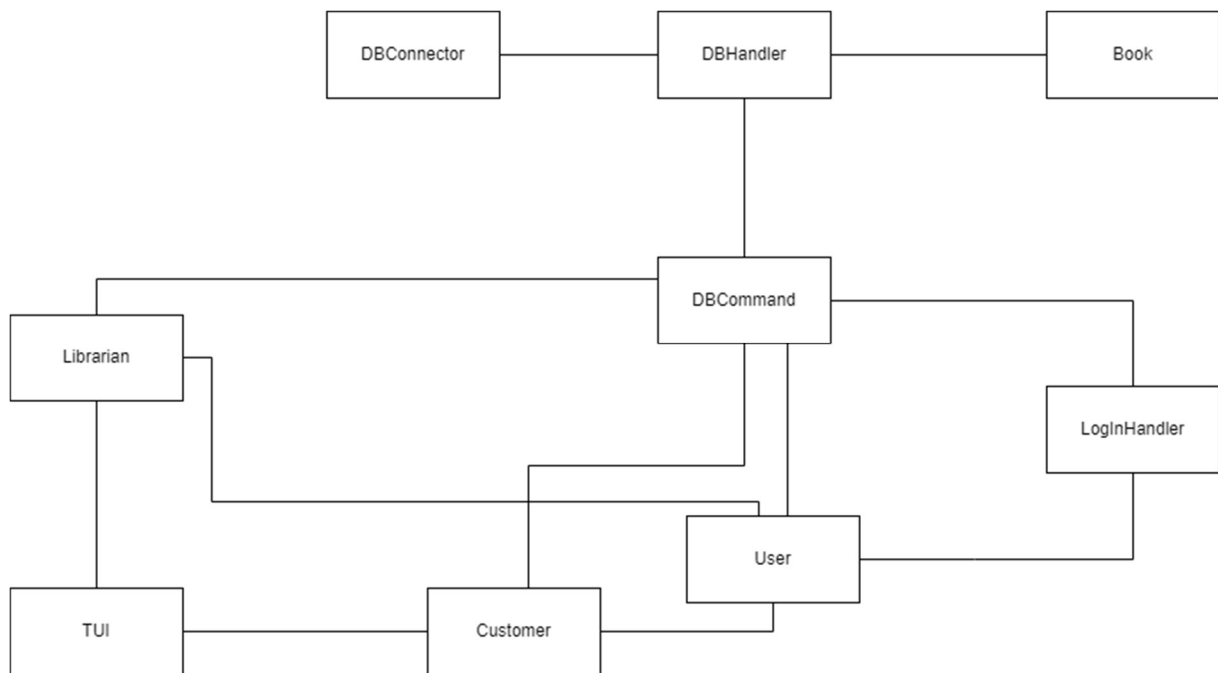 DBConnector
DBHandler
Book
DBCommand
Librarian
LogInHandler
User
TUI
Customer